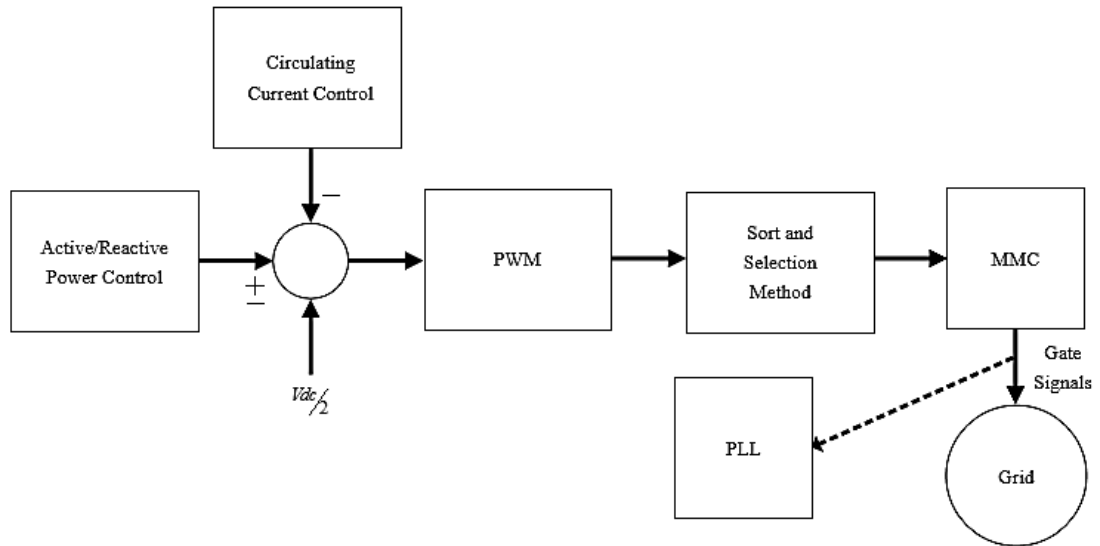 Circulating
Current Control
−
Active/Reactive
Power Control
±
Vdc/2
PWM
Sort and
Selection
Method
MMC
Gate
Signals
PLL
Grid